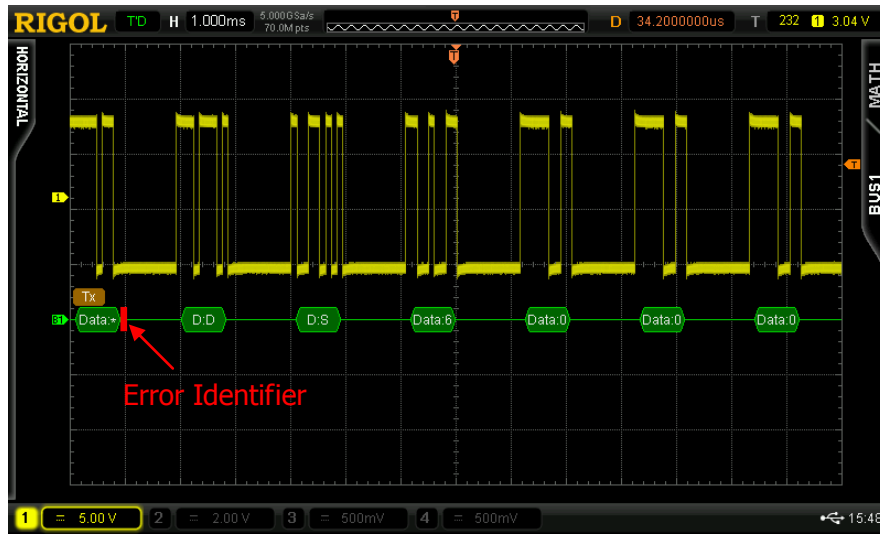 RIGOL T'D H 1.000ms 5.000GSa/s 70.0M pts D 34.2000000us T 232 1 3.04 V
HORIZONTAL
T
MATH
T
1
BUS1
Tx
B1 Data:* D:D D:S Data:6 Data:0 Data:0 Data:0
Error Identifier
1 = 5.00 V 2 = 2.00 V 3 = 500mV 4 = 500mV 15:48